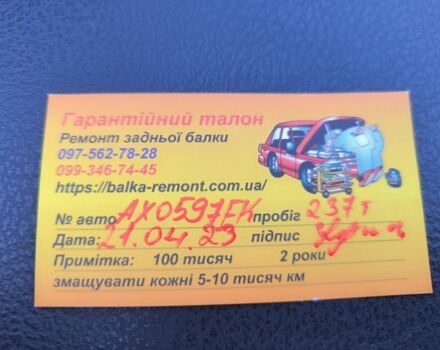 Гарантійний талон
Ремонт задньої балки
097-562-78-28
099-346-74-45
https://balka-remont.com.ua/
№ авто AX0597EK пробіг 237т
Дата: 21.04.23 підпис
Примітка: 100 тисяч 2 роки
змащувати кожні 5-10 тисяч км